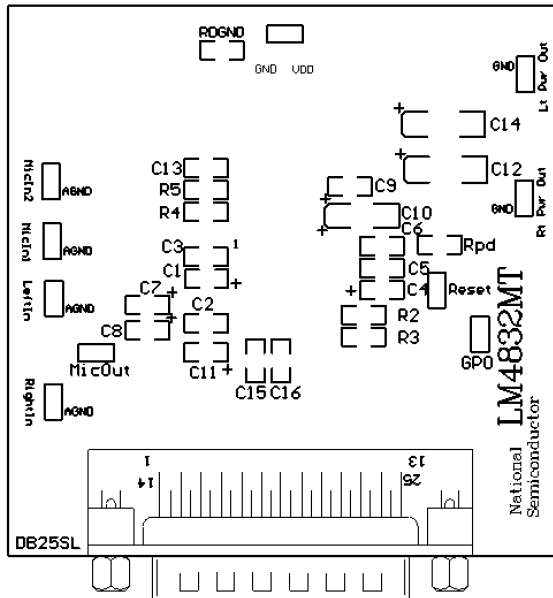 RDGND
GND VDD
GND
Lt Pwr Out
C14
C12
GND
Rt Pwr Out
MicIn2
AGND
C13
R5
R4
C9
C10
C6
Rpd
MicIn1
AGND
C3
1
C1
C5
C4
Reset
LeftIn
AGND
C7
C2
C8
R2
R3
GPO
MicOut
C11
C15
C16
RightIn
AGND
LM4832MT
National
Semiconductor
1
13
14
25
DB25SL